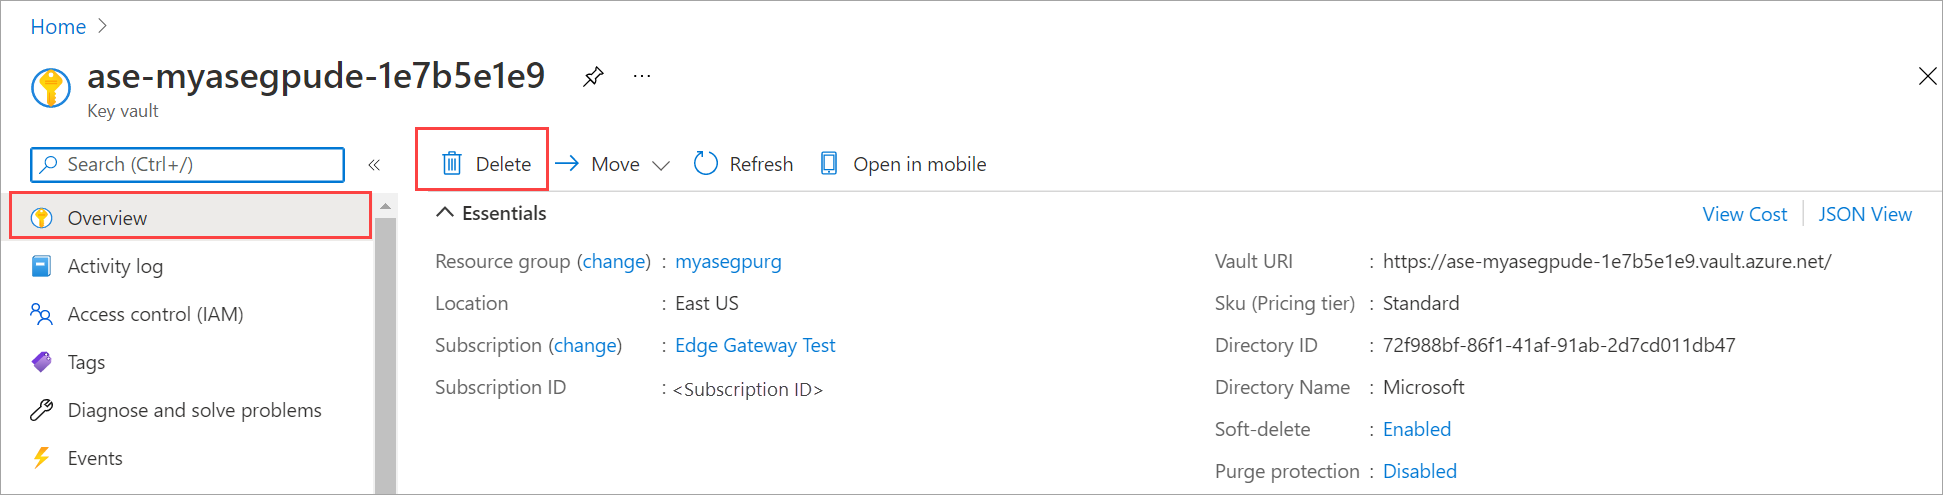 Home
ase-myasegpude-1e7b5e1e9
Key vault
Search (Ctrl+/)
Delete
Move
Refresh
Open in mobile
Overview
Activity log
Access control (IAM)
Tags
Diagnose and solve problems
Events
Essentials
View Cost
JSON View
Resource group (change) : myasegpurg
Location : East US
Subscription (change) : Edge Gateway Test
Subscription ID : <Subscription ID>
Vault URI : https://ase-myasegpude-1e7b5e1e9.vault.azure.net/
Sku (Pricing tier) : Standard
Directory ID : 72f988bf-86f1-41af-91ab-2d7cd011db47
Directory Name : Microsoft
Soft-delete : Enabled
Purge protection : Disabled